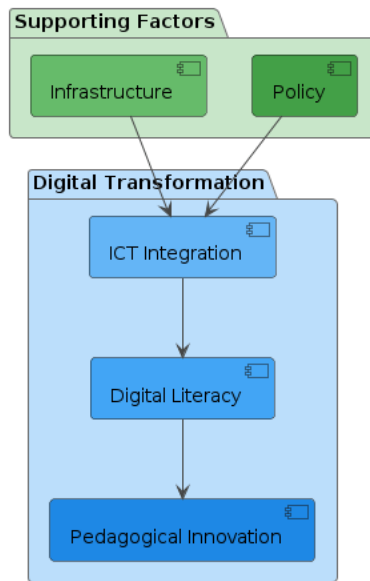 Supporting Factors
Infrastructure
Policy
Digital Transformation
ICT Integration
Digital Literacy
Pedagogical Innovation